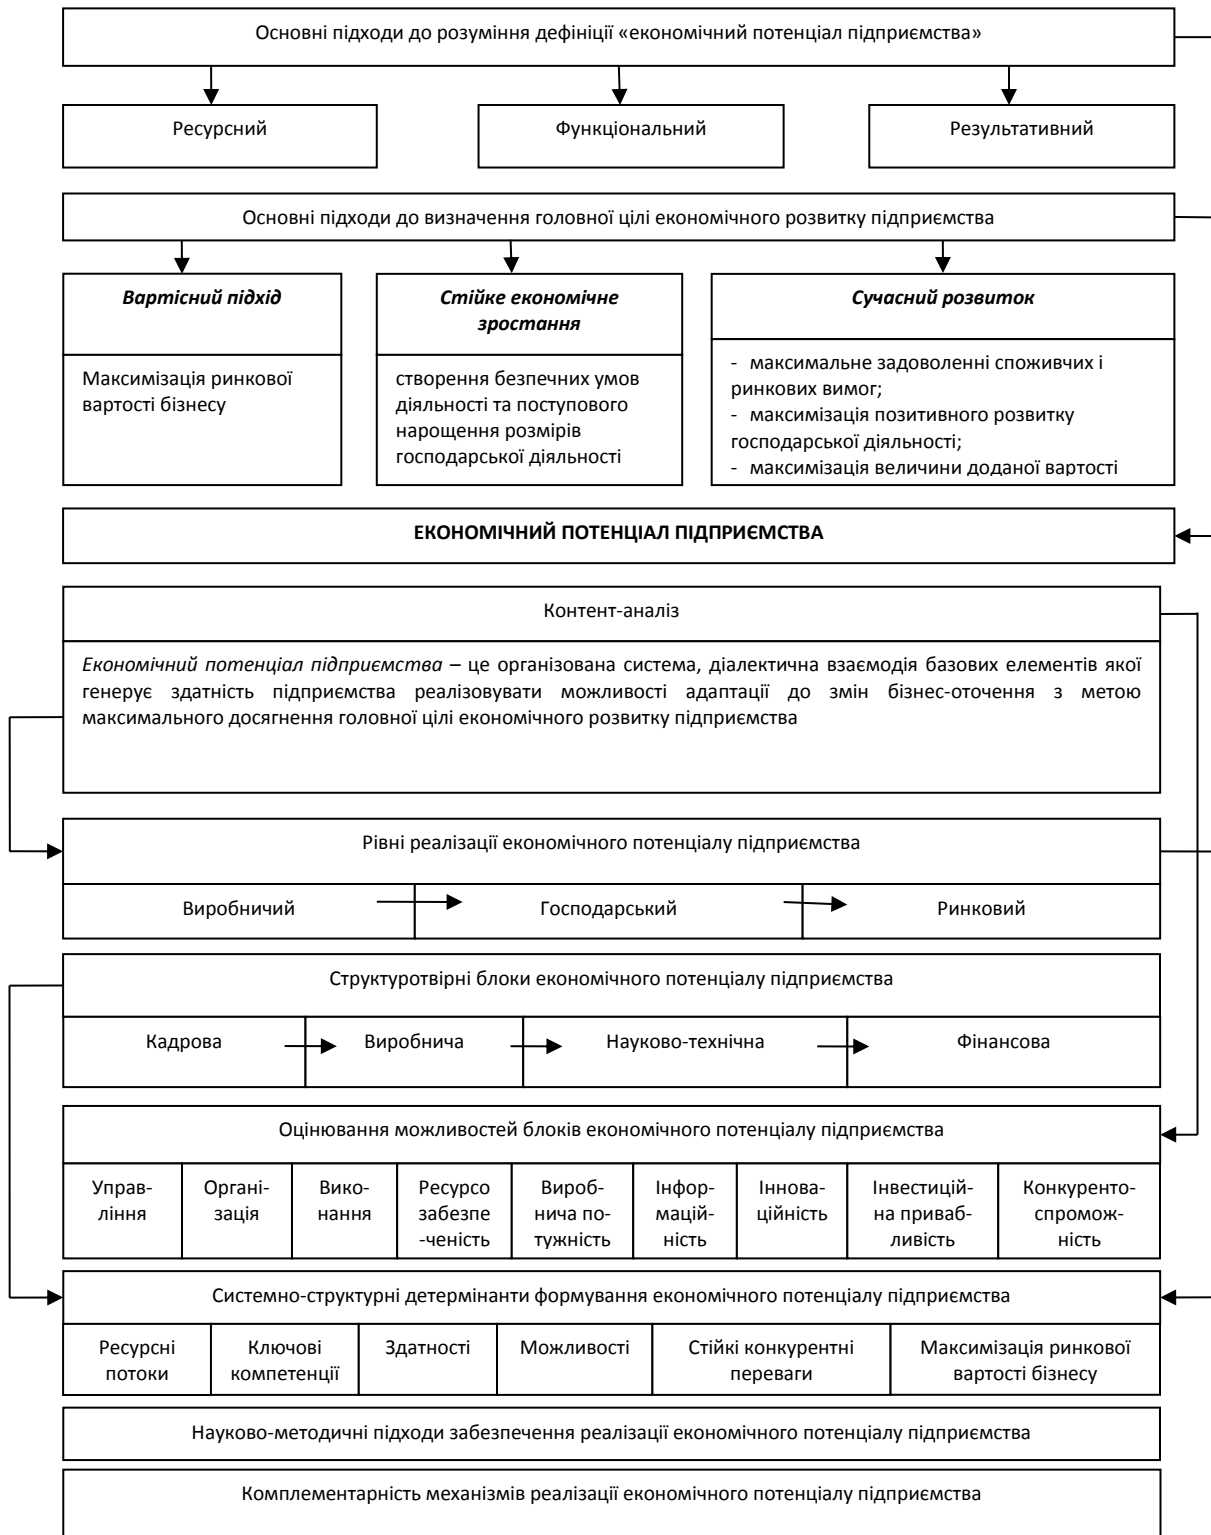 Основні підходи до розуміння дефініції «економічний потенціал підприємства»
Ресурсний
Функціональний
Результативний
Основні підходи до визначення головної цілі економічного розвитку підприємства
Вартісний підхід
Максимізація ринкової
вартості бізнесу
Стійке економічне
зростання
створення безпечних умов
діяльності та поступового
нарощення розмірів
господарської діяльності
Сучасний розвиток
- максимальне задоволенні споживчих і
ринкових вимог;
- максимізація позитивного розвитку
господарської діяльності;
- максимізація величини доданої вартості
ЕКОНОМІЧНИЙ ПОТЕНЦІАЛ ПІДПРИЄМСТВА
Контент-аналіз
Економічний потенціал підприємства – це організована система, діалектична взаємодія базових елементів якої
генерує здатність підприємства реалізовувати можливості адаптації до змін бізнес-оточення з метою
максимального досягнення головної цілі економічного розвитку підприємства
Рівні реалізації економічного потенціалу підприємства
Виробничий
Господарський
Ринковий
Структуротвірні блоки економічного потенціалу підприємства
Кадрова
Виробнича
Науково-технічна
Фінансова
Оцінювання можливостей блоків економічного потенціалу підприємства
Управ-
ління
Органі-
зація
Вико-
нання
Ресурсо
забезпе
-ченість
Вироб-
нича по-
тужність
Інфор-
мацій-
ність
Іннова-
ційність
Інвестицій-
на приваб-
ливість
Конкуренто-
спромож-
ність
Системно-структурні детермінанти формування економічного потенціалу підприємства
Ресурсні
потоки
Ключові
компетенції
Здатності
Можливості
Стійкі конкурентні
переваги
Максимізація ринкової
вартості бізнесу
Науково-методичні підходи забезпечення реалізації економічного потенціалу підприємства
Комплементарність механізмів реалізації економічного потенціалу підприємства